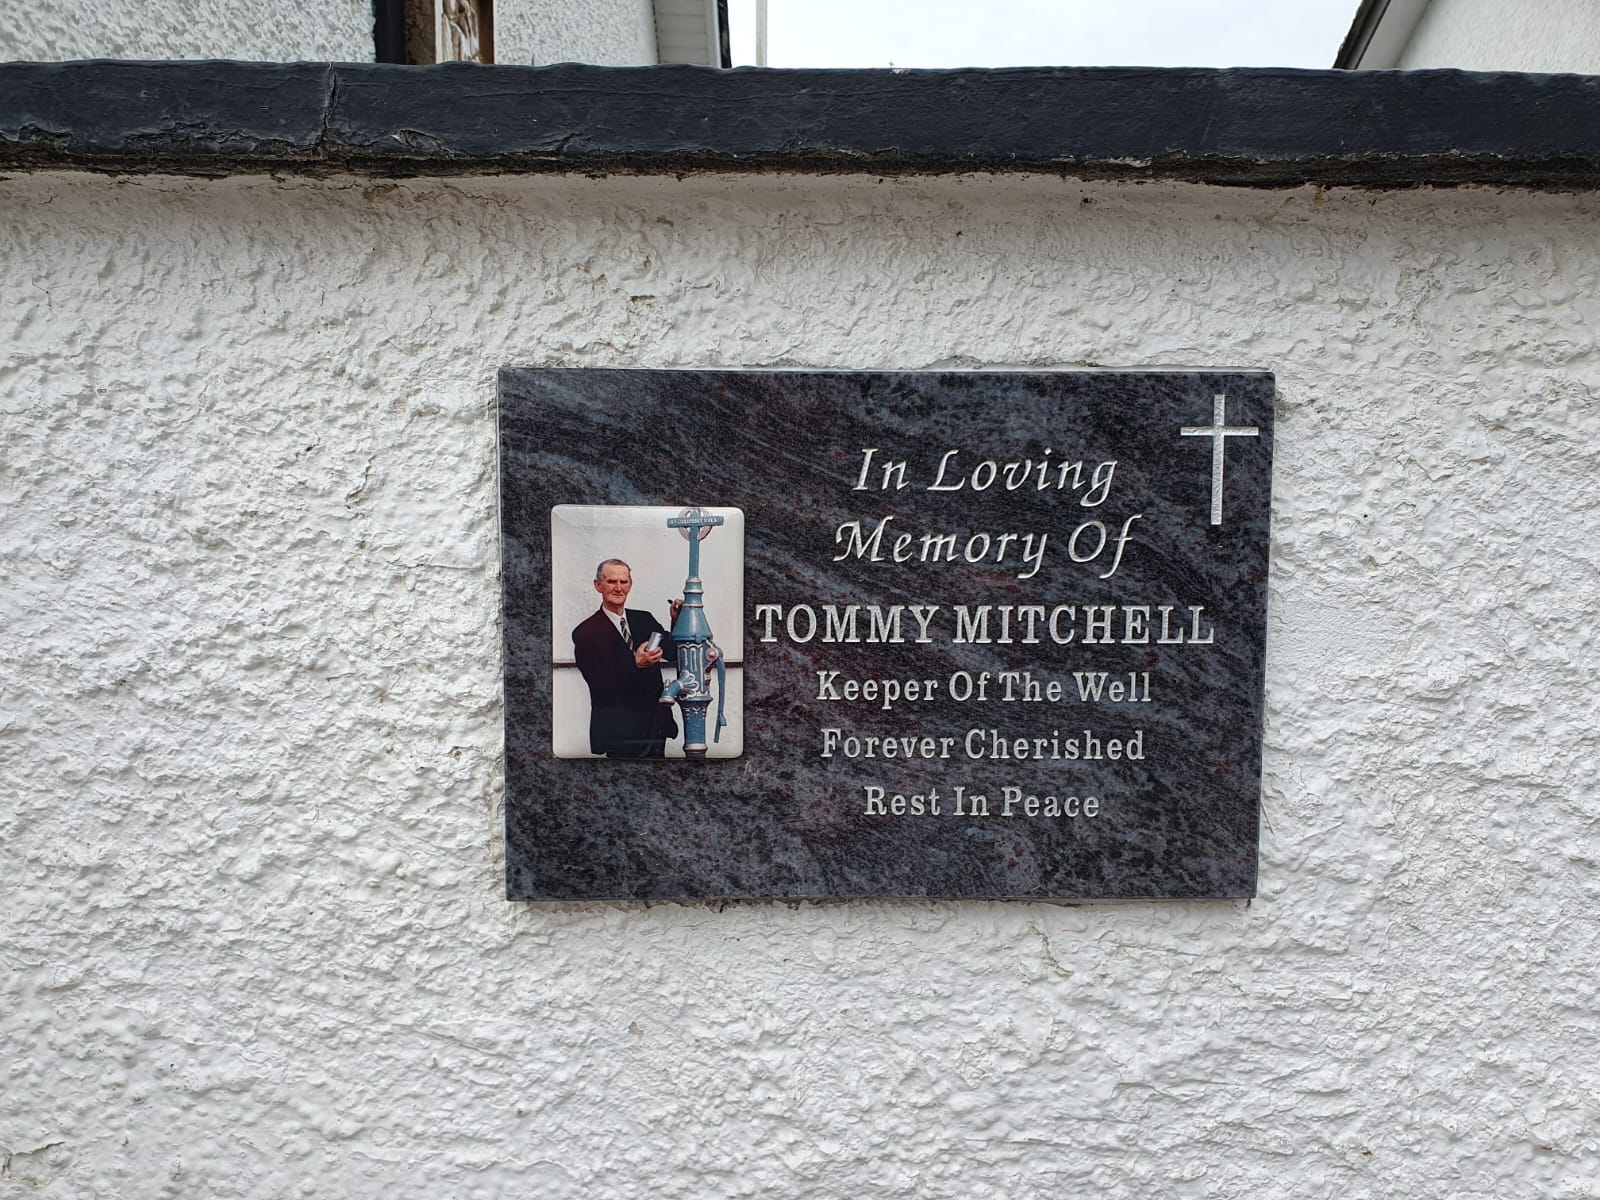 In Loving
Memory Of
TOMMY MITCHELL
Keeper Of The Well
Forever Cherished
Rest In Peace